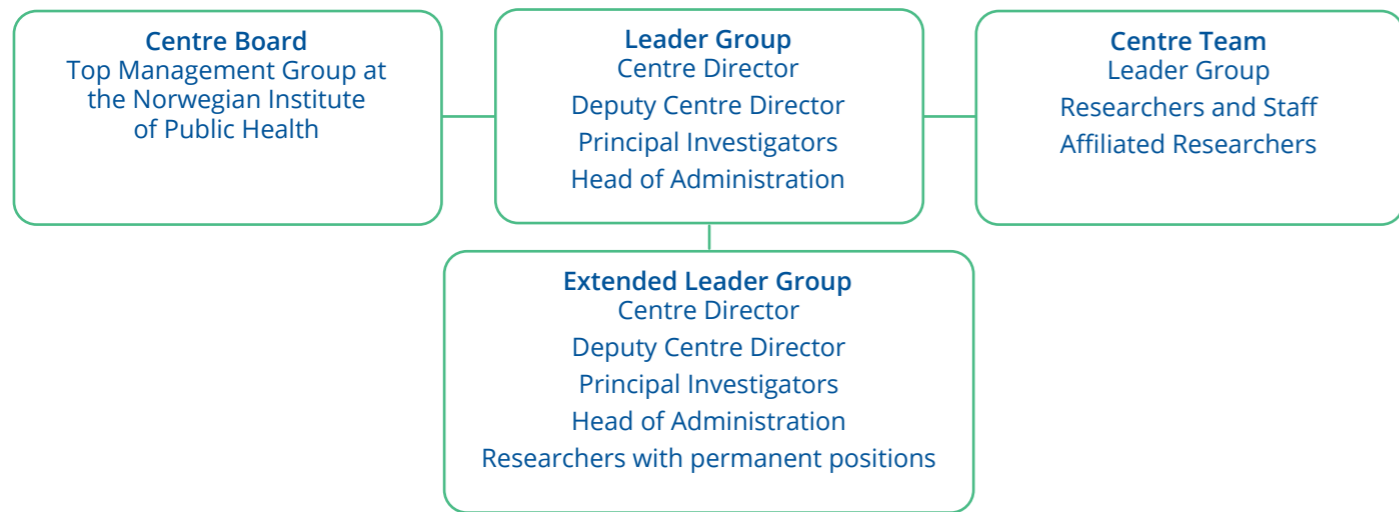 Centre Board
Top Management Group at
the Norwegian Institute
of Public Health
Leader Group
Centre Director
Deputy Centre Director
Principal Investigators
Head of Administration
Centre Team
Leader Group
Researchers and Staff
Affiliated Researchers
Extended Leader Group
Centre Director
Deputy Centre Director
Principal Investigators
Head of Administration
Researchers with permanent positions